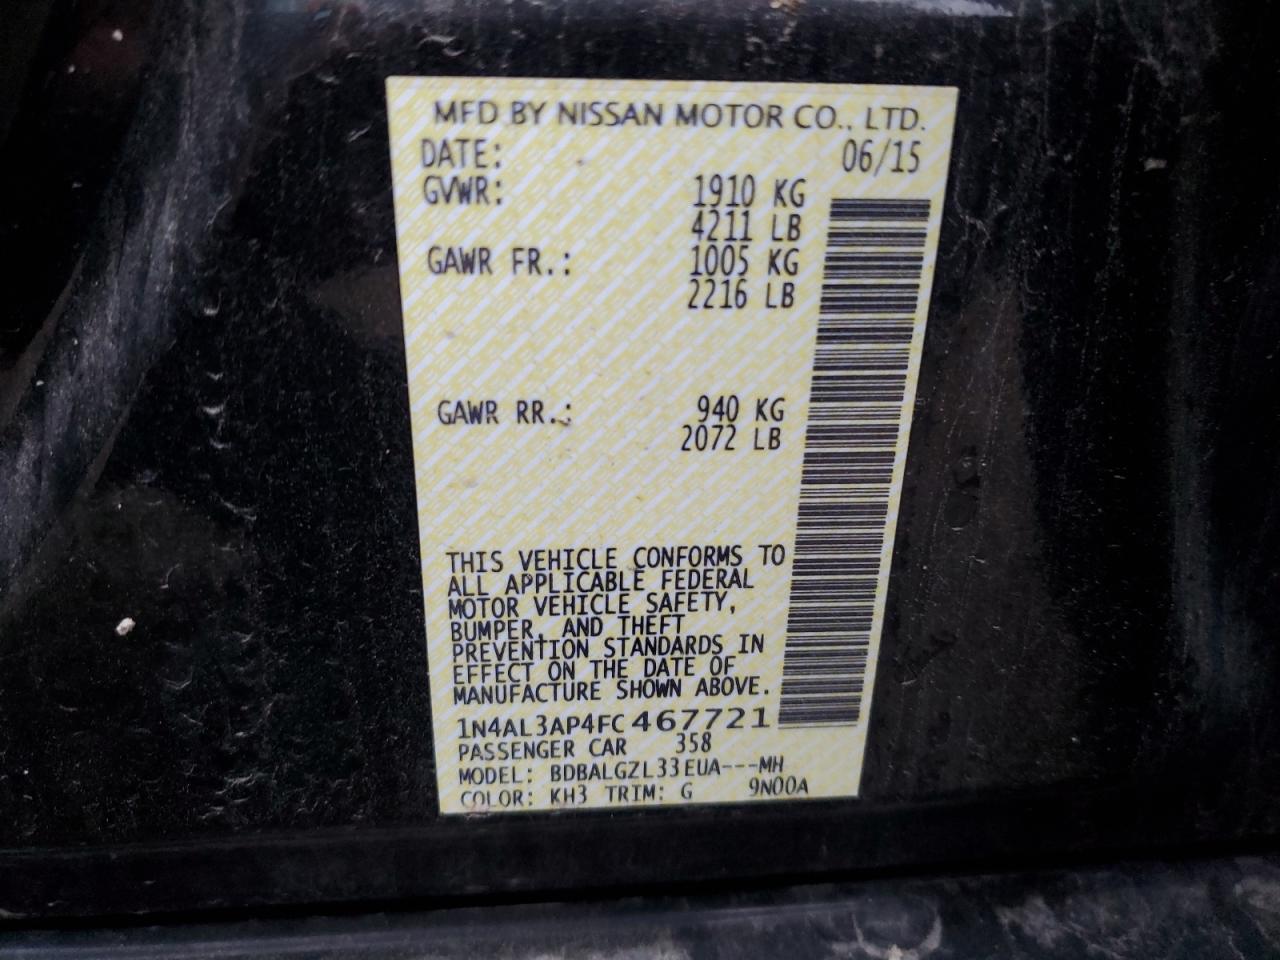 MFD BY NISSAN MOTOR CO., LTD.
DATE: 06/15
GVWR: 1910 KG
4211 LB
GAWR FR.: 1005 KG
2216 LB
GAWR RR.: 940 KG
2072 LB
THIS VEHICLE CONFORMS TO
ALL APPLICABLE FEDERAL
MOTOR VEHICLE SAFETY,
BUMPER, AND THEFT
PREVENTION STANDARDS IN
EFFECT ON THE DATE OF
MANUFACTURE SHOWN ABOVE.
1N4AL3AP4FC467721
PASSENGER CAR 358
MODEL: BDBALGZL33EUA---MH
COLOR: KH3 TRIM: G 9N00A